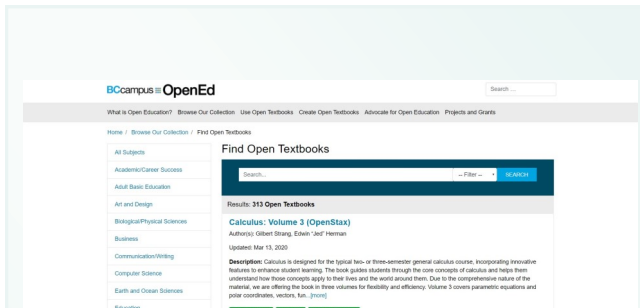 BCcampus OpenEd
Search ...
What is Open Education? Browse Our Collection Use Open Textbooks Create Open Textbooks Advocate for Open Education Projects and Grants
Home / Browse Our Collection / Find Open Textbooks
All Subjects
Academic/Career Success
Adult Basic Education
Art and Design
Biological/Physical Sciences
Business
Communication/Writing
Computer Science
Earth and Ocean Sciences
Education
Find Open Textbooks
Search...
-- Filter --
SEARCH
Results: 313 Open Textbooks
Calculus: Volume 3 (OpenStax)
Author(s): Gilbert Strang, Edwin "Jed" Herman
Updated: Mar 13, 2020
Description: Calculus is designed for the typical two- or three-semester general calculus course, incorporating innovative
features to enhance student learning. The book guides students through the core concepts of calculus and helps them
understand how those concepts apply to their lives and the world around them. Due to the comprehensive nature of the
material, we are offering the book in three volumes for flexibility and efficiency. Volume 3 covers parametric equations and
polar coordinates, vectors, fun...[more]